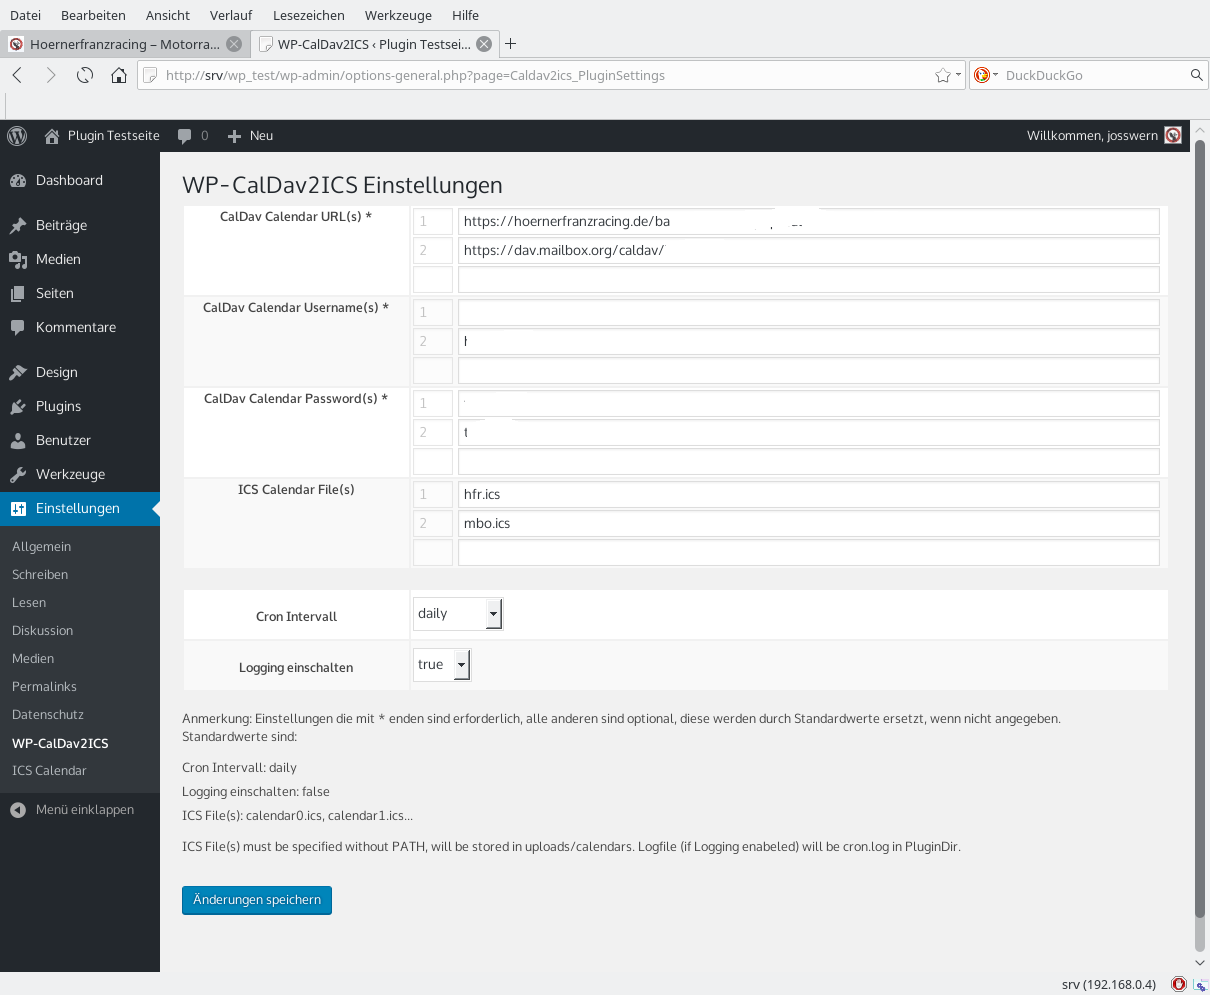 Datei Bearbeiten Ansicht Verlauf Lesezeichen Werkzeuge Hilfe
Hoernerfranzracing – Motorra... WP-CalDav2ICS ‹ Plugin Testsei...
http://srv/wp_test/wp-admin/options-general.php?page=Caldav2ics_PluginSettings DuckDuckGo
Plugin Testseite 0 Neu Willkommen, josswern
Dashboard
Beiträge
Medien
Seiten
Kommentare
Design
Plugins
Benutzer
Werkzeuge
Einstellungen
Allgemein
Schreiben
Lesen
Diskussion
Medien
Permalinks
Datenschutz
WP-CalDav2ICS
ICS Calendar
Menü einklappen
WP-CalDav2ICS Einstellungen
CalDav Calendar URL(s) *
1 https://hoernerfranzracing.de/ba
2 https://dav.mailbox.org/caldav/
CalDav Calendar Username(s) *
1
2
CalDav Calendar Password(s) *
1
2 t
ICS Calendar File(s)
1 hfr.ics
2 mbo.ics
Cron Intervall daily
Logging einschalten true
Anmerkung: Einstellungen die mit * enden sind erforderlich, alle anderen sind optional, diese werden durch Standardwerte ersetzt, wenn nicht angegeben.
Standardwerte sind:
Cron Intervall: daily
Logging einschalten: false
ICS File(s): calendar0.ics, calendar1.ics...
ICS File(s) must be specified without PATH, will be stored in uploads/calendars. Logfile (if Logging enabeled) will be cron.log in PluginDir.
Änderungen speichern
srv (192.168.0.4)